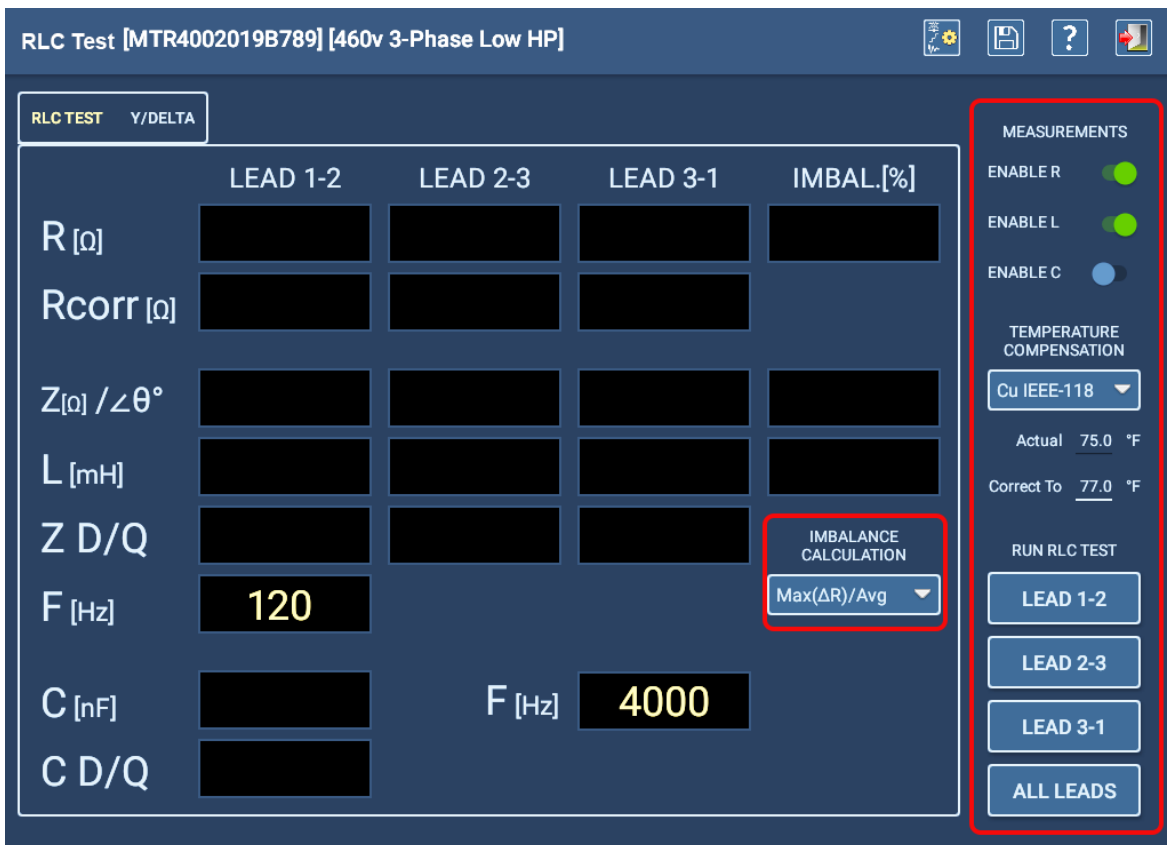 RLC Test [MTR4002019B789] [460v 3-Phase Low HP]
?
RLC TEST Y/DELTA
LEAD 1-2 LEAD 2-3 LEAD 3-1 IMBAL.[%]
R [Ω]
Rcorr [Ω]
Z[Ω] /∠θ°
L [mH]
Z D/Q
F [Hz] 120
IMBALANCE
CALCULATION
Max(ΔR)/Avg
C [nF] F [Hz] 4000
C D/Q
MEASUREMENTS
ENABLE R
ENABLE L
ENABLE C
TEMPERATURE
COMPENSATION
Cu IEEE-118
Actual 75.0 °F
Correct To 77.0 °F
RUN RLC TEST
LEAD 1-2
LEAD 2-3
LEAD 3-1
ALL LEADS